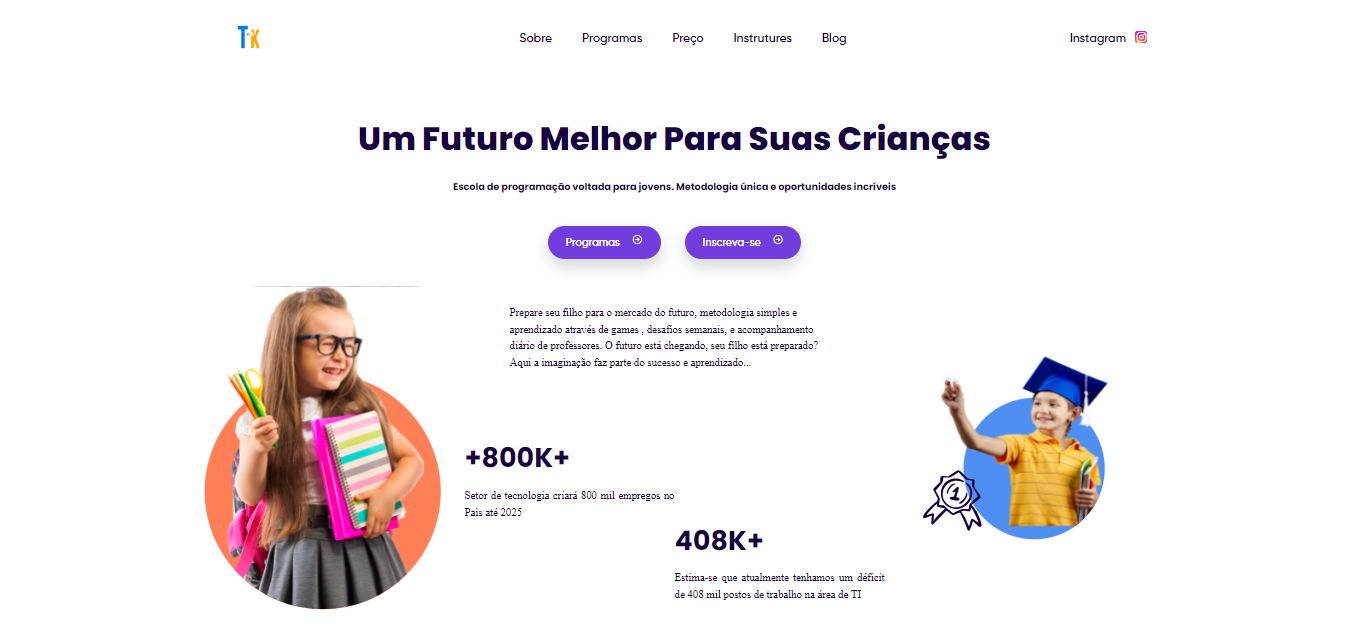 TK
Sobre Programas Preço Instrutures Blog Instagram
Um Futuro Melhor Para Suas Crianças
Escola de programação voltada para jovens. Metodologia única e oportunidades incríveis
Programas Inscreva-se
Prepare seu filho para o mercado do futuro, metodologia simples e
aprendizado através de games , desafios semanais, e acompanhamento
diário de professores. O futuro está chegando, seu filho está preparado?
Aqui a imaginação faz parte do sucesso e aprendizado...
+800K+
Setor de tecnologia criará 800 mil empregos no
País até 2025
1
408K+
Estima-se que atualmente tenhamos um déficit
de 408 mil postos de trabalho na área de TI